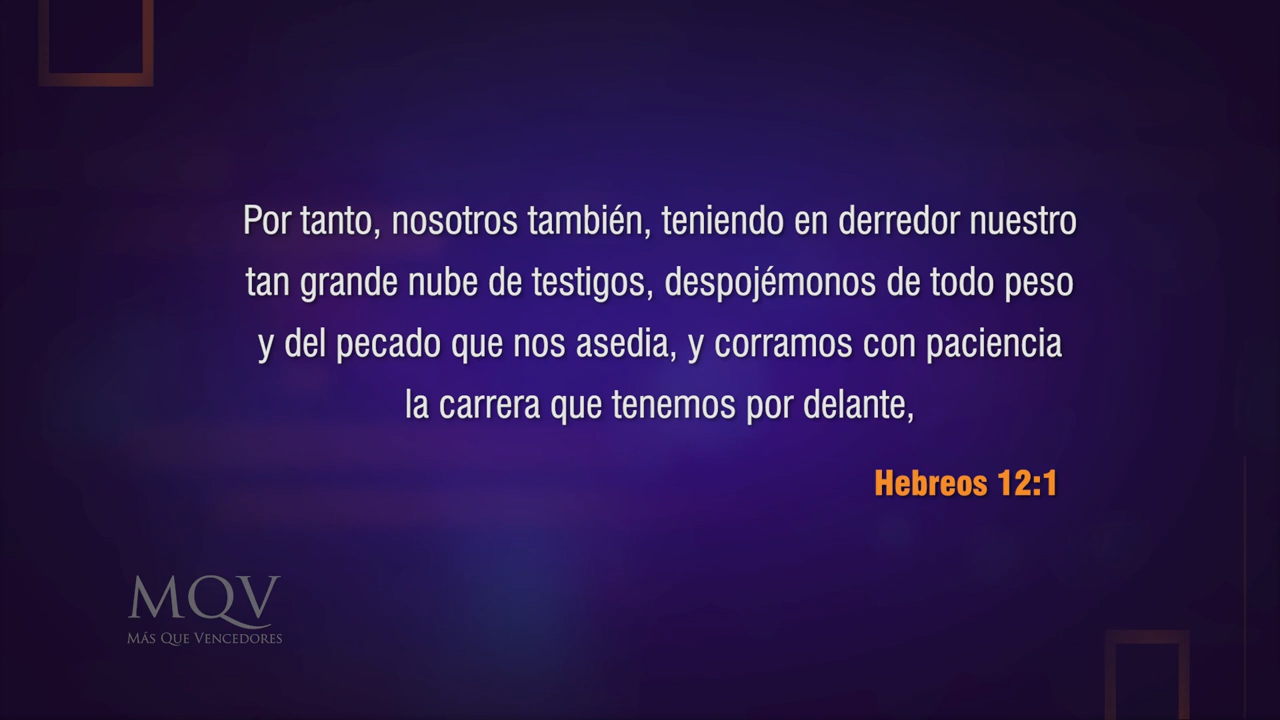 Por tanto, nosotros también, teniendo en derredor nuestro
tan grande nube de testigos, despojémonos de todo peso
y del pecado que nos asedia, y corramos con paciencia
la carrera que tenemos por delante,
Hebreos 12:1
MQV
MÁS QUE VENCEDORES